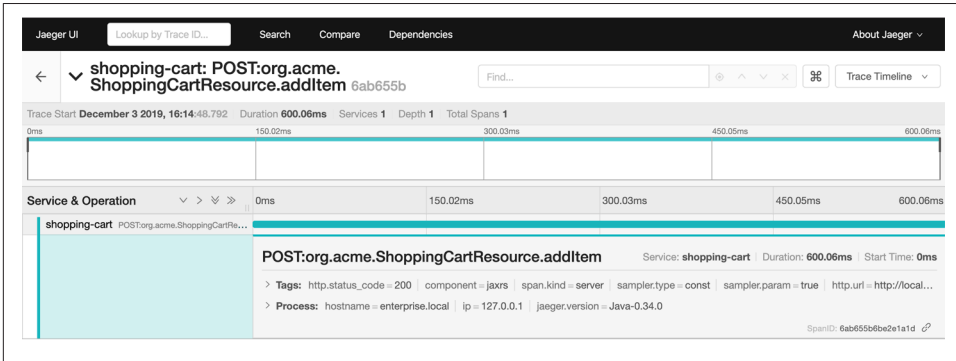 Jaeger UI Lookup by Trace ID... Search Compare Dependencies About Jaeger
shopping-cart: POST:org.acme.
ShoppingCartResource.addItem 6ab655b
Find...
Trace Timeline
Trace Start December 3 2019, 16:14:48.792 Duration 600.06ms Services 1 Depth 1 Total Spans 1
0ms 150.02ms 300.03ms 450.05ms 600.06ms
Service & Operation 0ms 150.02ms 300.03ms 450.05ms 600.06ms
shopping-cart POST:org.acme.ShoppingCartRe...
POST:org.acme.ShoppingCartResource.addItem Service: shopping-cart Duration: 600.06ms Start Time: 0ms
Tags: http.status_code = 200 component = jaxrs span.kind = server sampler.type = const sampler.param = true http.url = http://local...
Process: hostname = enterprise.local ip = 127.0.0.1 jaeger.version = Java-0.34.0
SpanID: 6ab655b6be2e1a1d